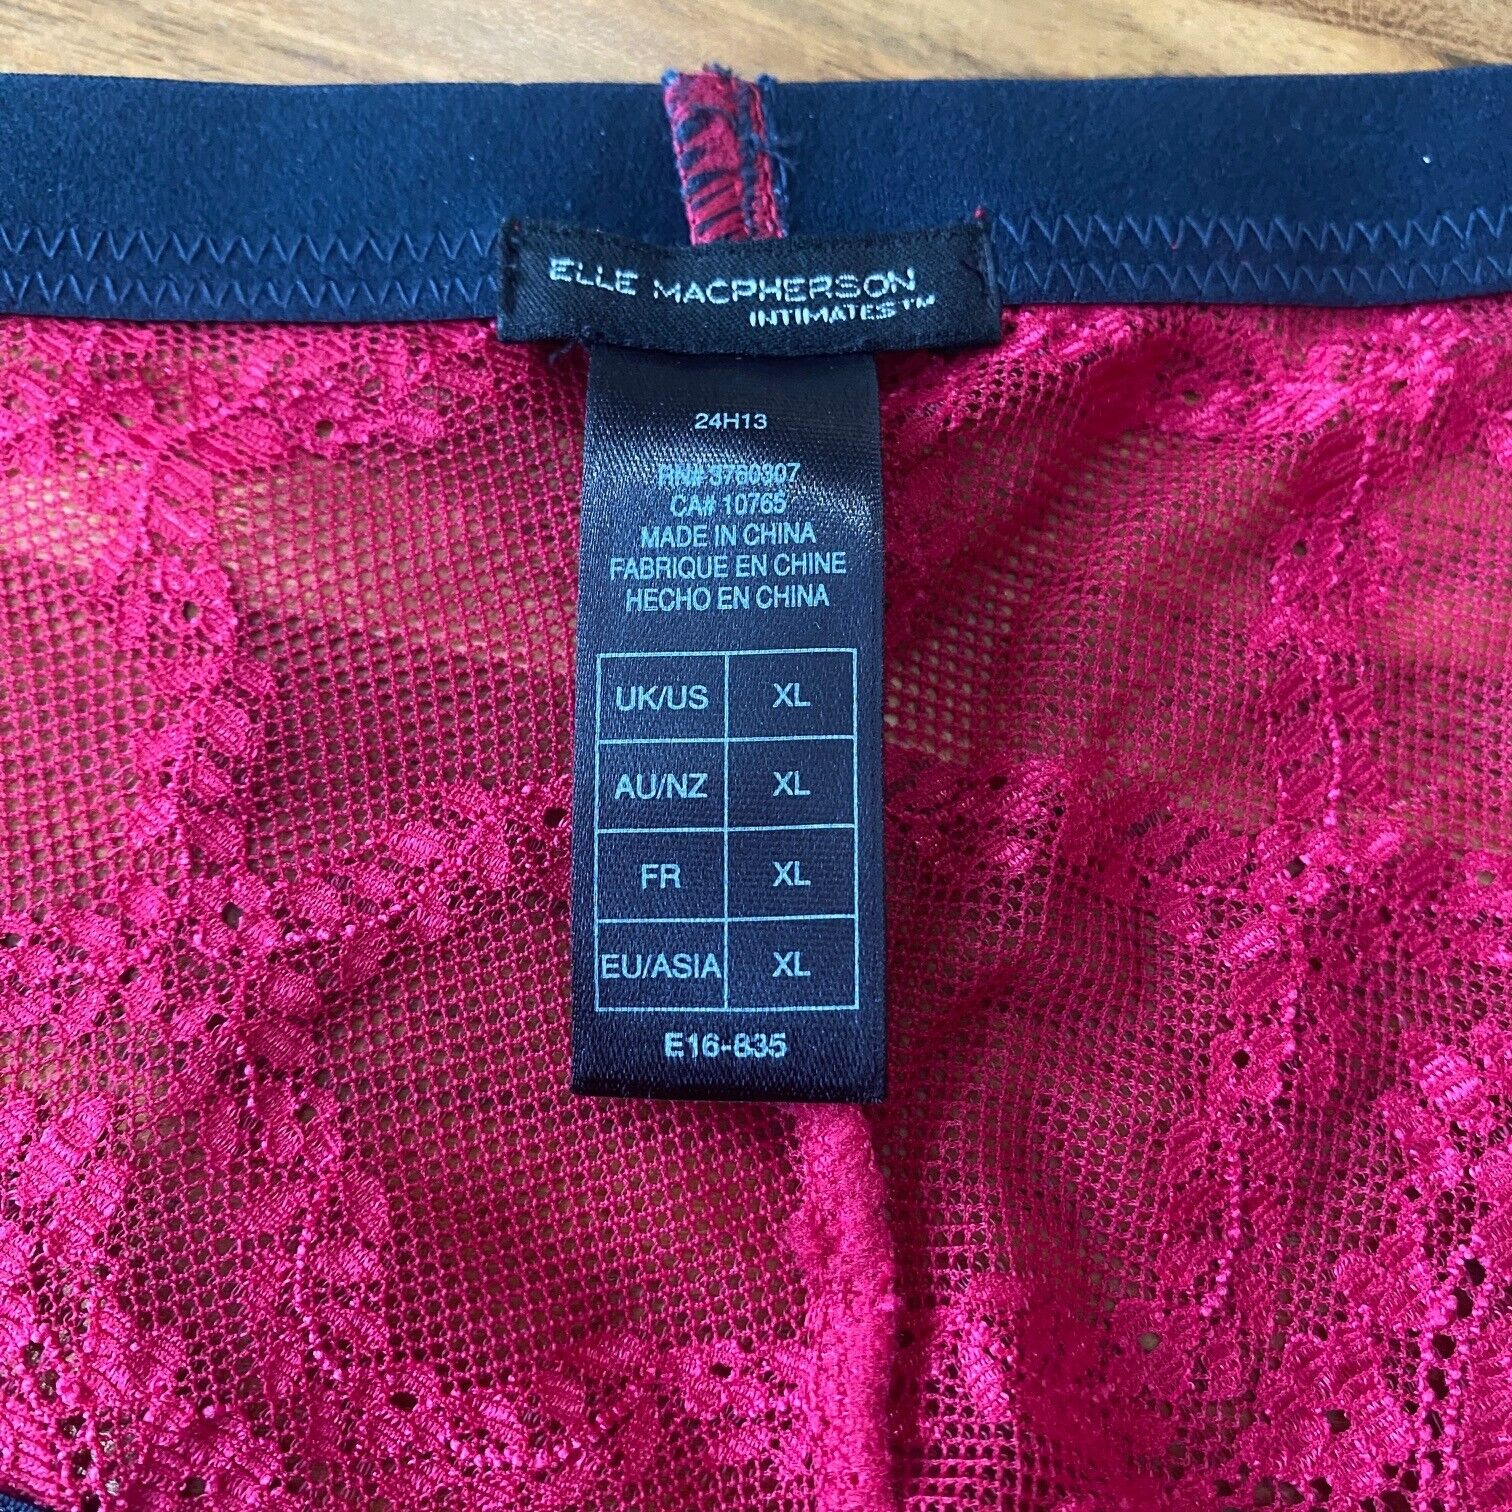 ELLE MACPHERSON
INTIMATES™
24H13
RN# 3760307
CA# 10765
MADE IN CHINA
FABRIQUE EN CHINE
HECHO EN CHINA
UK/US XL
AU/NZ XL
FR XL
EU/ASIA XL
E16-835